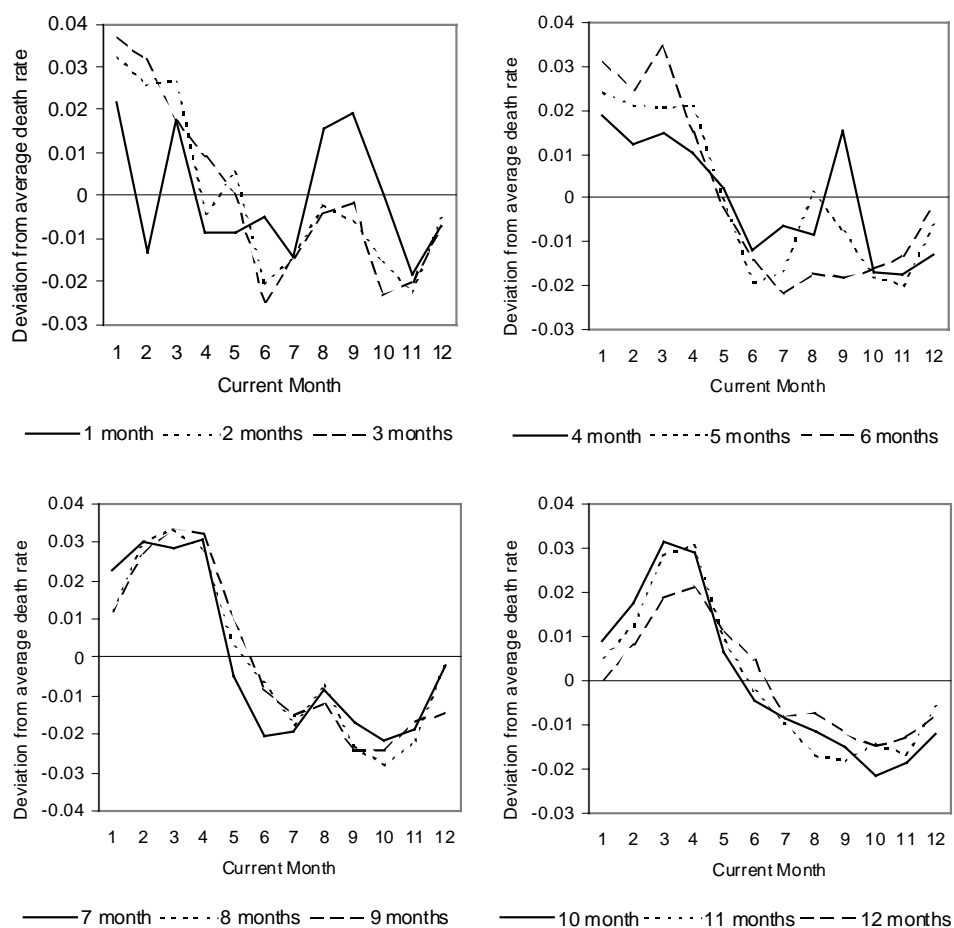 Deviation from average death rate
0.04
0.03
0.02
0.01
0
-0.01
-0.02
-0.03
1 2 3 4 5 6 7 8 9 10 11 12
Current Month
1 month 2 months 3 months
Deviation from average death rate
0.04
0.03
0.02
0.01
0
-0.01
-0.02
-0.03
1 2 3 4 5 6 7 8 9 10 11 12
Current Month
4 month 5 months 6 months
Deviation from average death rate
0.04
0.03
0.02
0.01
0
-0.01
-0.02
-0.03
-0.04
1 2 3 4 5 6 7 8 9 10 11 12
Current Month
7 month 8 months 9 months
Deviation from average death rate
0.04
0.03
0.02
0.01
0
-0.01
-0.02
-0.03
1 2 3 4 5 6 7 8 9 10 11 12
Current Month
10 month 11 months 12 months